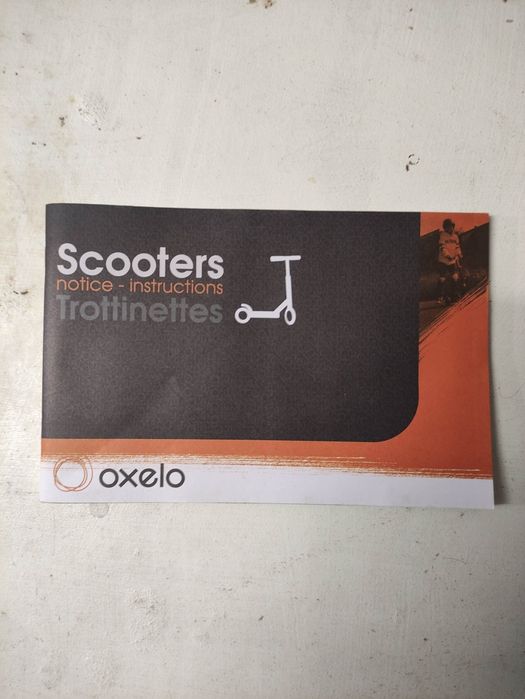 Scooters
notice - instructions
Trottinettes
oxelo